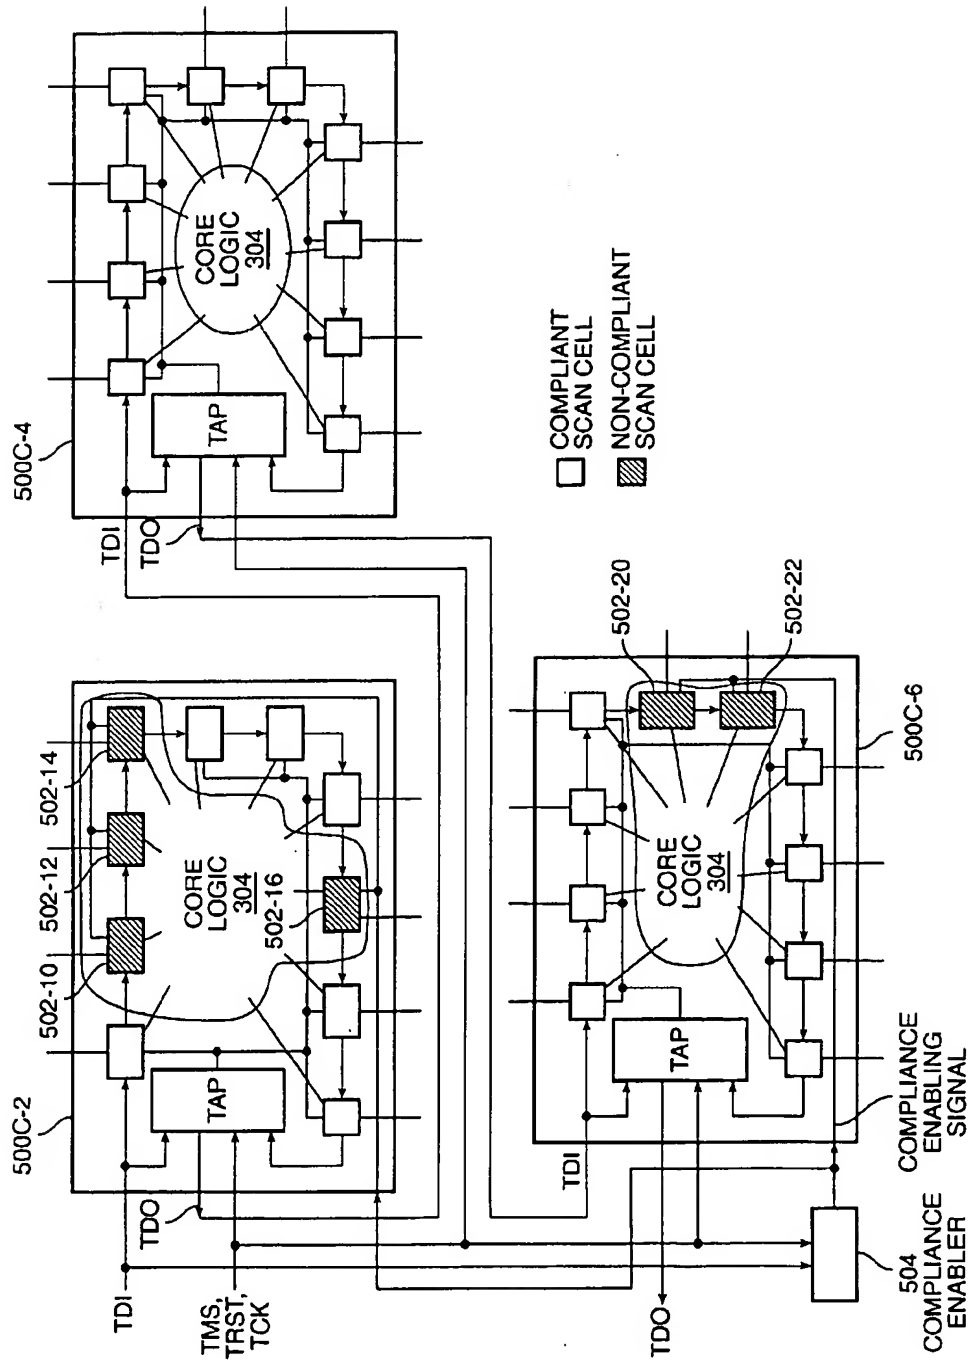 500C-2
TDI
TDO
TMS,
TRST,
TCK
TAP
502-10
502-12
502-14
CORE
LOGIC
304
502-16
500C-4
TDI
TDO
TAP
CORE
LOGIC
304
COMPLIANT
SCAN CELL
NON-COMPLIANT
SCAN CELL
TDI
TDO
TAP
CORE
LOGIC
304
502-20
502-22
500C-6
COMPLIANCE
ENABLING
SIGNAL
504
COMPLIANCE
ENABLER